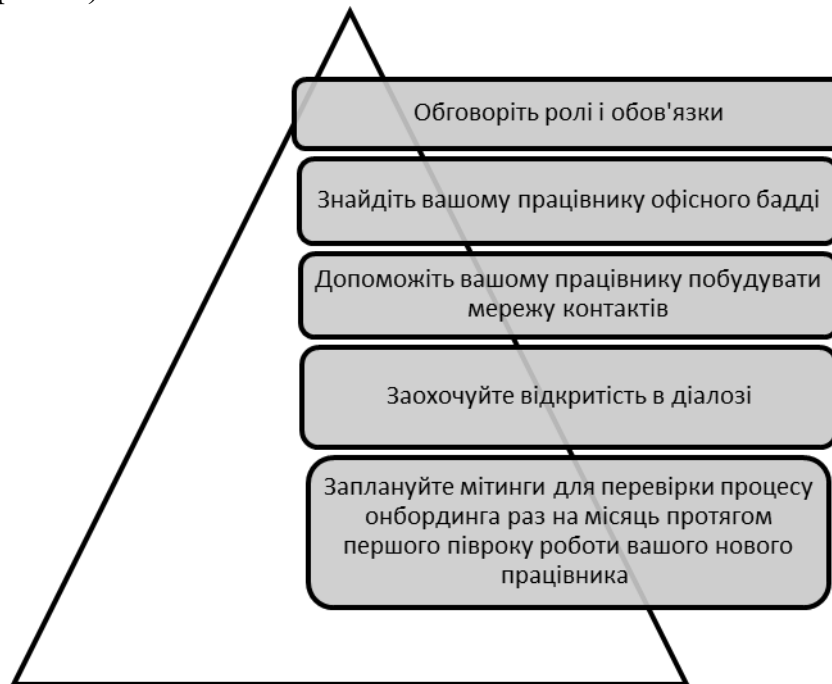 Обговоріть ролі і обов'язки
Знайдіть вашому працівнику офісного бадді
Допоможіть вашому працівнику побудувати
мережу контактів
Заохочуйте відкритість в діалозі
Заплануйте мітинги для перевірки процесу
онбординга раз на місяць протягом
першого півроку роботи вашого нового
працівника